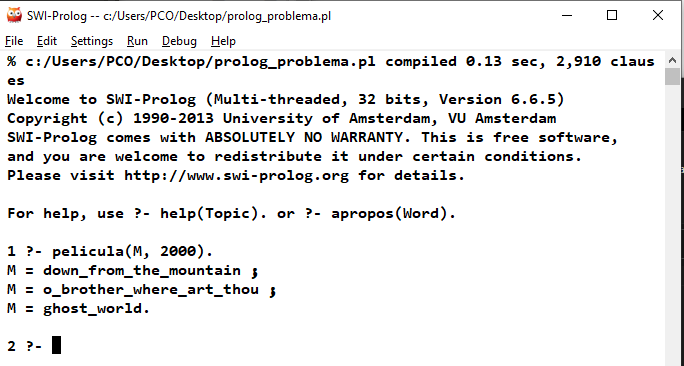 SWI-Prolog -- c:/Users/PCO/Desktop/prolog_problema.pl
File Edit Settings Run Debug Help
% c:/Users/PCO/Desktop/prolog_problema.pl compiled 0.13 sec, 2,910 claus
es
Welcome to SWI-Prolog (Multi-threaded, 32 bits, Version 6.6.5)
Copyright (c) 1990-2013 University of Amsterdam, VU Amsterdam
SWI-Prolog comes with ABSOLUTELY NO WARRANTY. This is free software,
and you are welcome to redistribute it under certain conditions.
Please visit http://www.swi-prolog.org for details.
For help, use ?- help(Topic). or ?- apropos(Word).
1 ?- pelicula(M, 2000).
M = down_from_the_mountain ;
M = o_brother_where_art_thou ;
M = ghost_world.
2 ?-